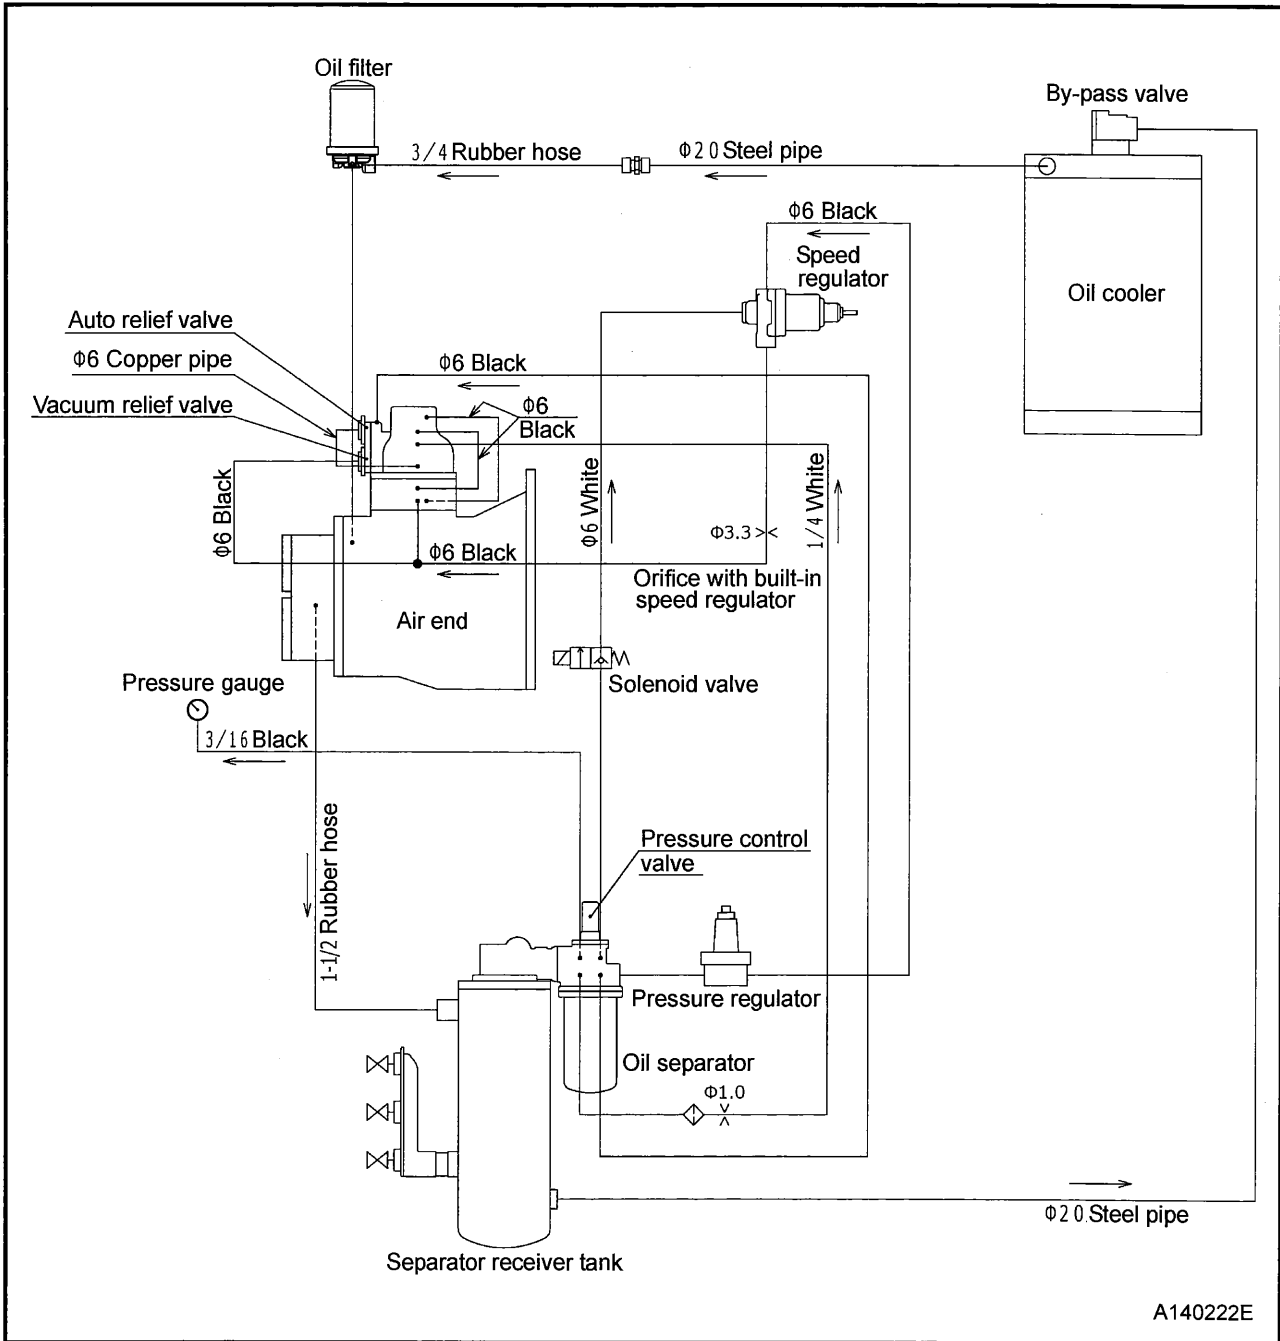 Oil filter
By-pass valve
3/4 Rubber hose
Φ20 Steel pipe
Φ6 Black
Speed
regulator
Oil cooler
Auto relief valve
Φ6 Copper pipe
Vacuum relief valve
Φ6 Black
Φ6
Black
Φ6 Black
Φ6 White
1/4 White
Φ3.3
Φ6 Black
Orifice with built-in
speed regulator
Air end
Solenoid valve
Pressure gauge
3/16 Black
1-1/2 Rubber hose
Pressure control
valve
Pressure regulator
Oil separator
Φ1.0
Φ20 Steel pipe
Separator receiver tank
A140222E